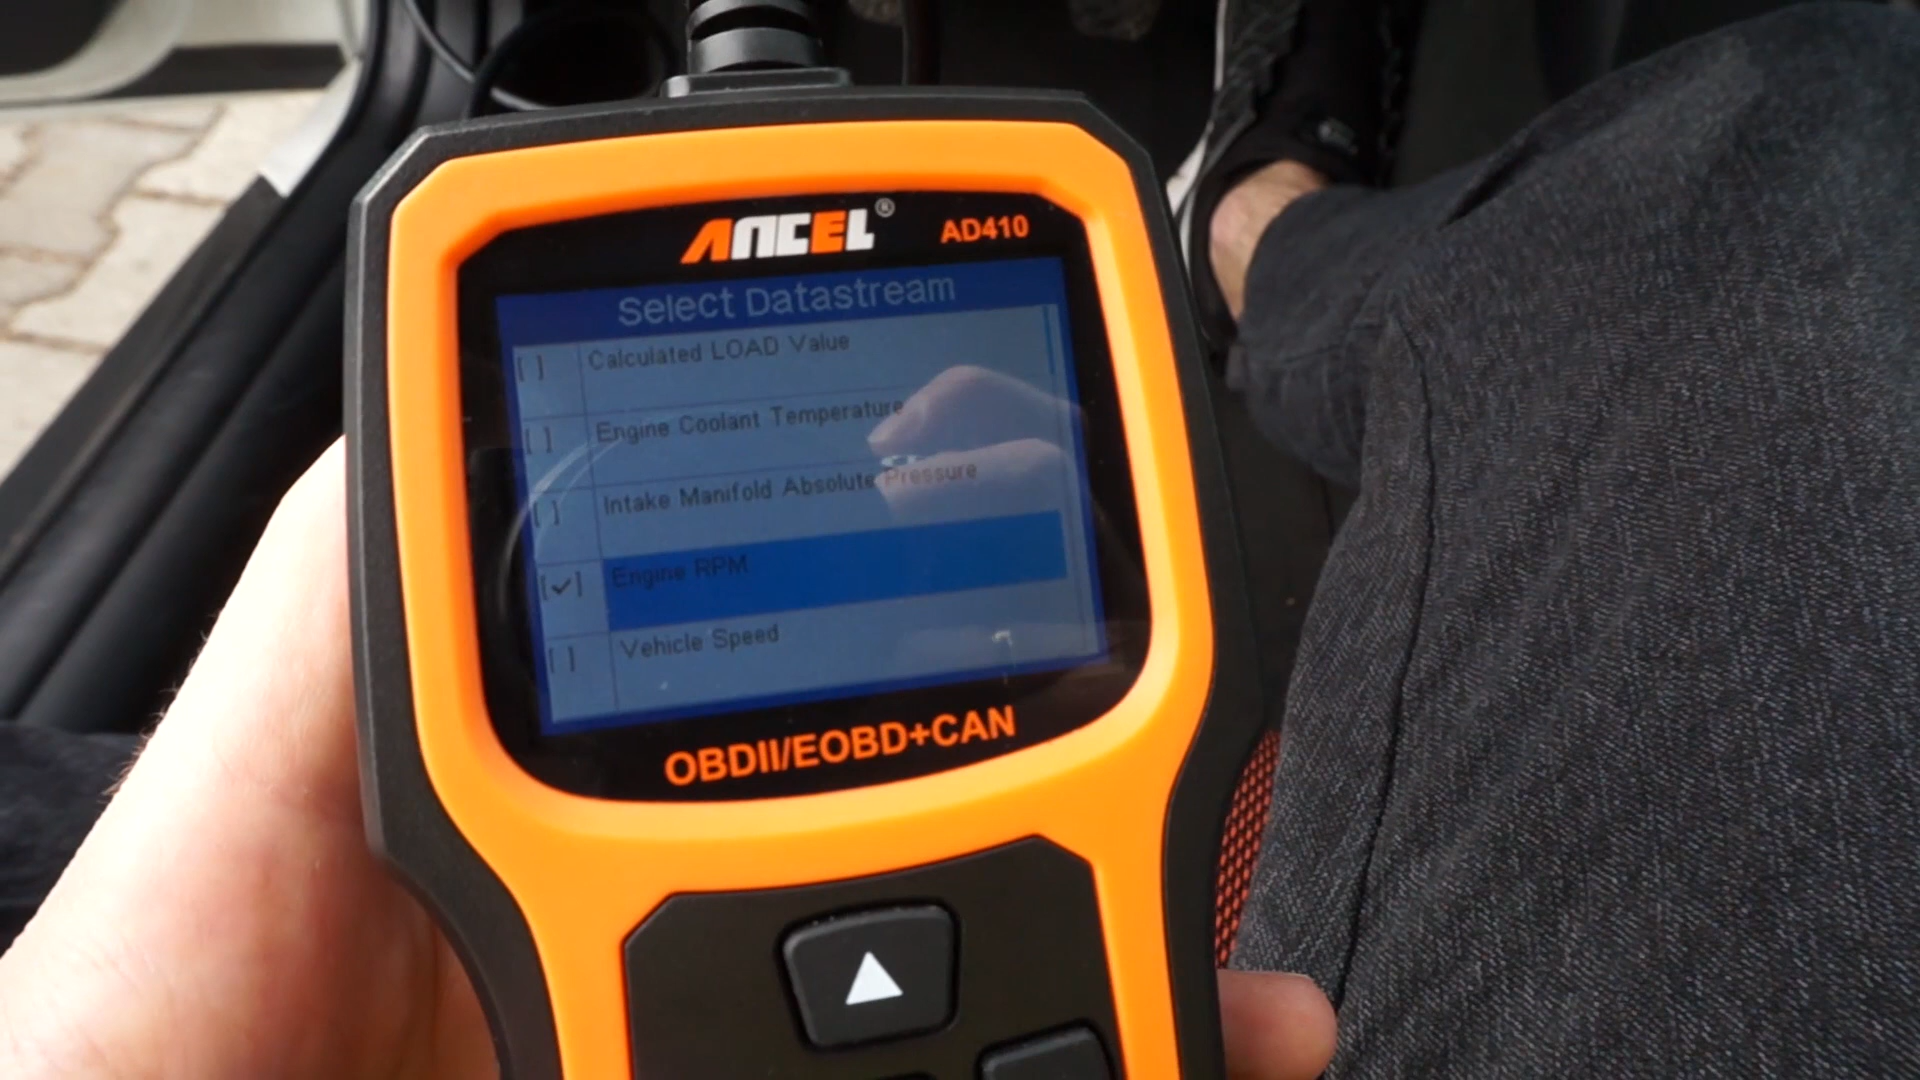 ANCEL® AD410
Select Datastream
[ ] Calculated LOAD Value
[ ] Engine Coolant Temperature
[ ] Intake Manifold Absolute Pressure
[✓] Engine RPM
[ ] Vehicle Speed
OBDII/EOBD+CAN